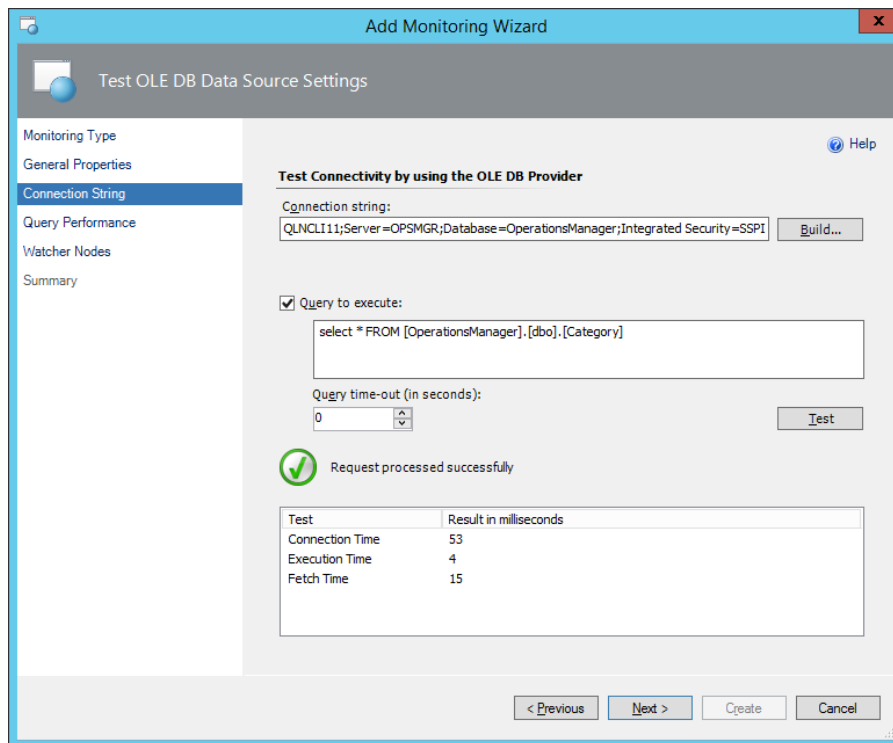 Add Monitoring Wizard
x
Test OLE DB Data Source Settings
Monitoring Type
General Properties
Connection String
Query Performance
Watcher Nodes
Summary
Help
Test Connectivity by using the OLE DB Provider
Connection string:
QLNCLI11;Server=OPSMGR;Database=OperationsManager;Integrated Security=SSPI
Build...
Query to execute:
select * FROM [OperationsManager].[dbo].[Category]
Query time-out (in seconds):
0
Test
Request processed successfully
Test Result in milliseconds
Connection Time 53
Execution Time 4
Fetch Time 15
< Previous Next > Create Cancel